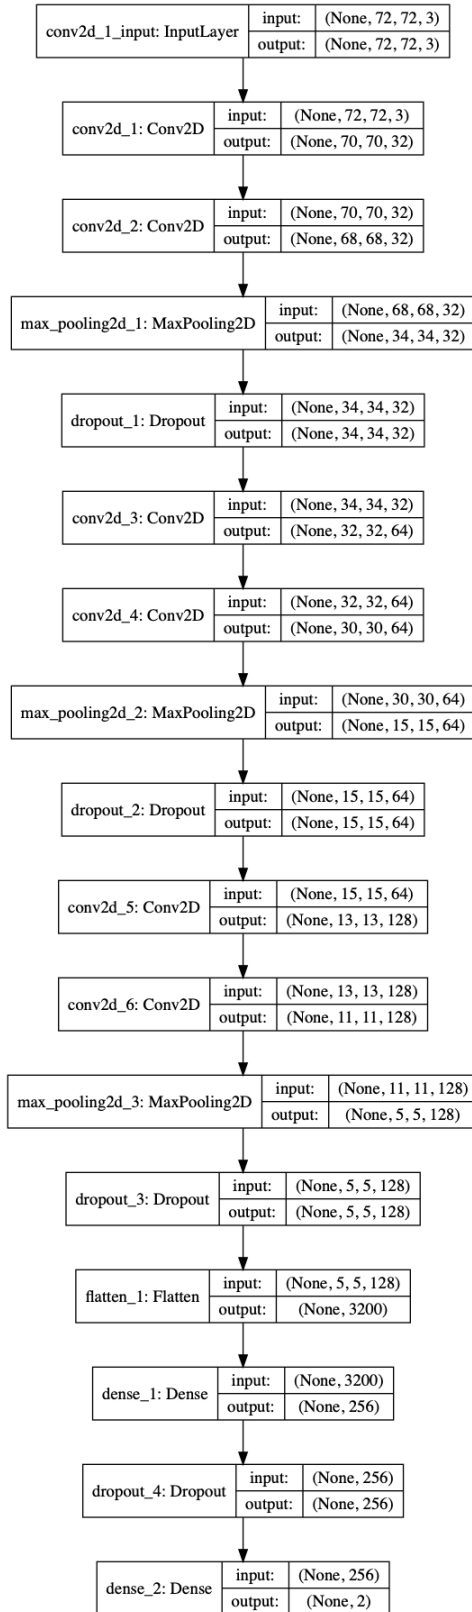 conv2d_1_input: InputLayer
input: (None, 72, 72, 3)
output: (None, 72, 72, 3)
conv2d_1: Conv2D
input: (None, 72, 72, 3)
output: (None, 70, 70, 32)
conv2d_2: Conv2D
input: (None, 70, 70, 32)
output: (None, 68, 68, 32)
max_pooling2d_1: MaxPooling2D
input: (None, 68, 68, 32)
output: (None, 34, 34, 32)
dropout_1: Dropout
input: (None, 34, 34, 32)
output: (None, 34, 34, 32)
conv2d_3: Conv2D
input: (None, 34, 34, 32)
output: (None, 32, 32, 64)
conv2d_4: Conv2D
input: (None, 32, 32, 64)
output: (None, 30, 30, 64)
max_pooling2d_2: MaxPooling2D
input: (None, 30, 30, 64)
output: (None, 15, 15, 64)
dropout_2: Dropout
input: (None, 15, 15, 64)
output: (None, 15, 15, 64)
conv2d_5: Conv2D
input: (None, 15, 15, 64)
output: (None, 13, 13, 128)
conv2d_6: Conv2D
input: (None, 13, 13, 128)
output: (None, 11, 11, 128)
max_pooling2d_3: MaxPooling2D
input: (None, 11, 11, 128)
output: (None, 5, 5, 128)
dropout_3: Dropout
input: (None, 5, 5, 128)
output: (None, 5, 5, 128)
flatten_1: Flatten
input: (None, 5, 5, 128)
output: (None, 3200)
dense_1: Dense
input: (None, 3200)
output: (None, 256)
dropout_4: Dropout
input: (None, 256)
output: (None, 256)
dense_2: Dense
input: (None, 256)
output: (None, 2)